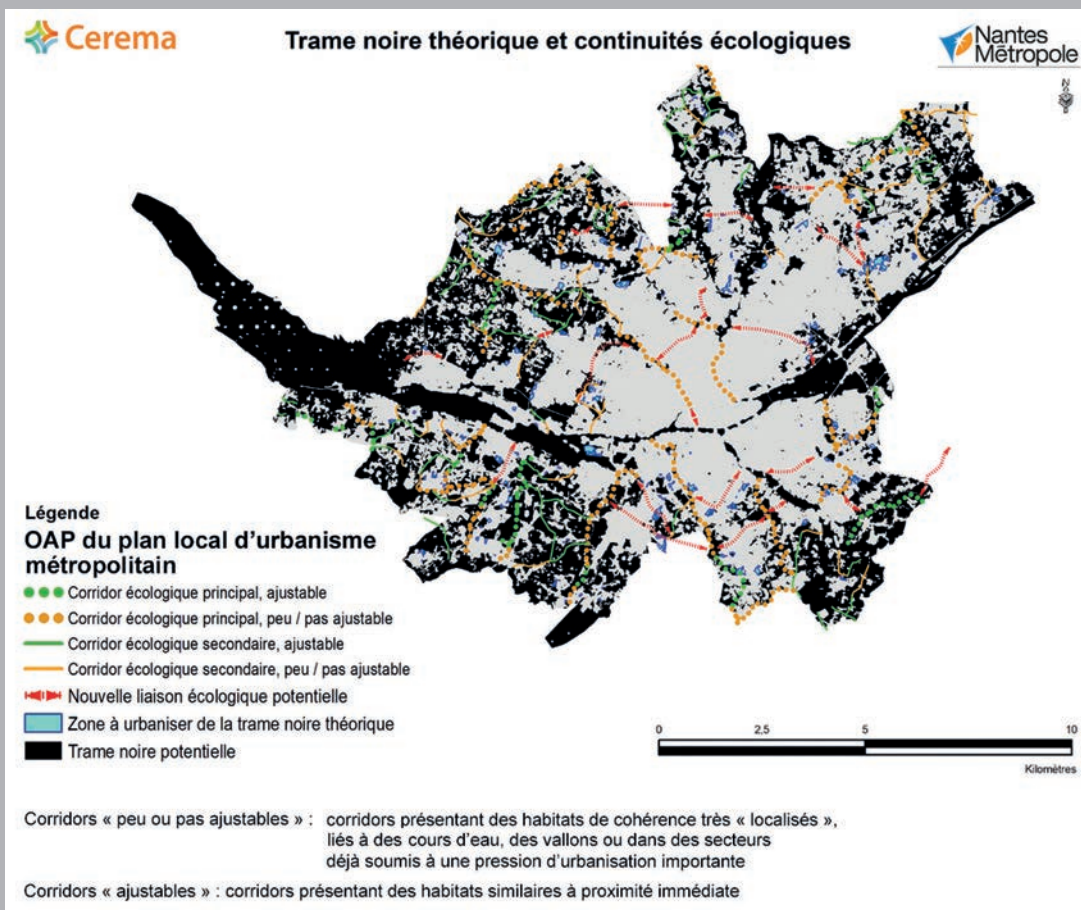 Cerema
Trame noire théorique et continuités écologiques
Nantes
Métropole
Légende
OAP du plan local d'urbanisme
métropolitain
Corridor écologique principal, ajustable
Corridor écologique principal, peu / pas ajustable
Corridor écologique secondaire, ajustable
Corridor écologique secondaire, peu / pas ajustable
Nouvelle liaison écologique potentielle
Zone à urbaniser de la trame noire théorique
Trame noire potentielle
0 2,5 5 10
Kilomètres
Corridors « peu ou pas ajustables » : corridors présentant des habitats de cohérence très « localisés »,
liés à des cours d'eau, des vallons ou dans des secteurs
déjà soumis à une pression d'urbanisation importante
Corridors « ajustables » : corridors présentant des habitats similaires à proximité immédiate